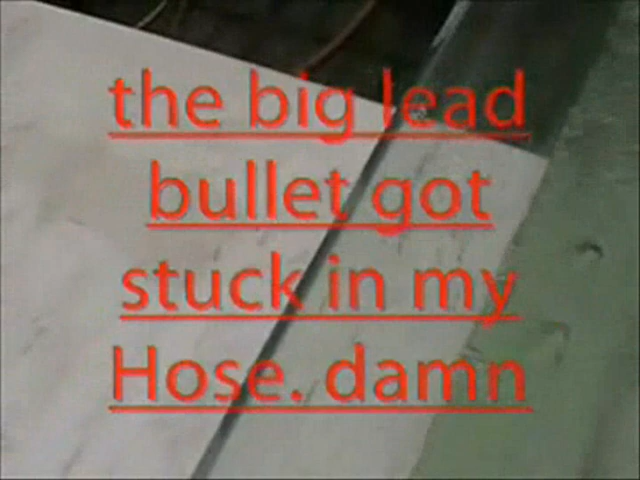 the big lead
bullet got
stuck in my
Hose. damn